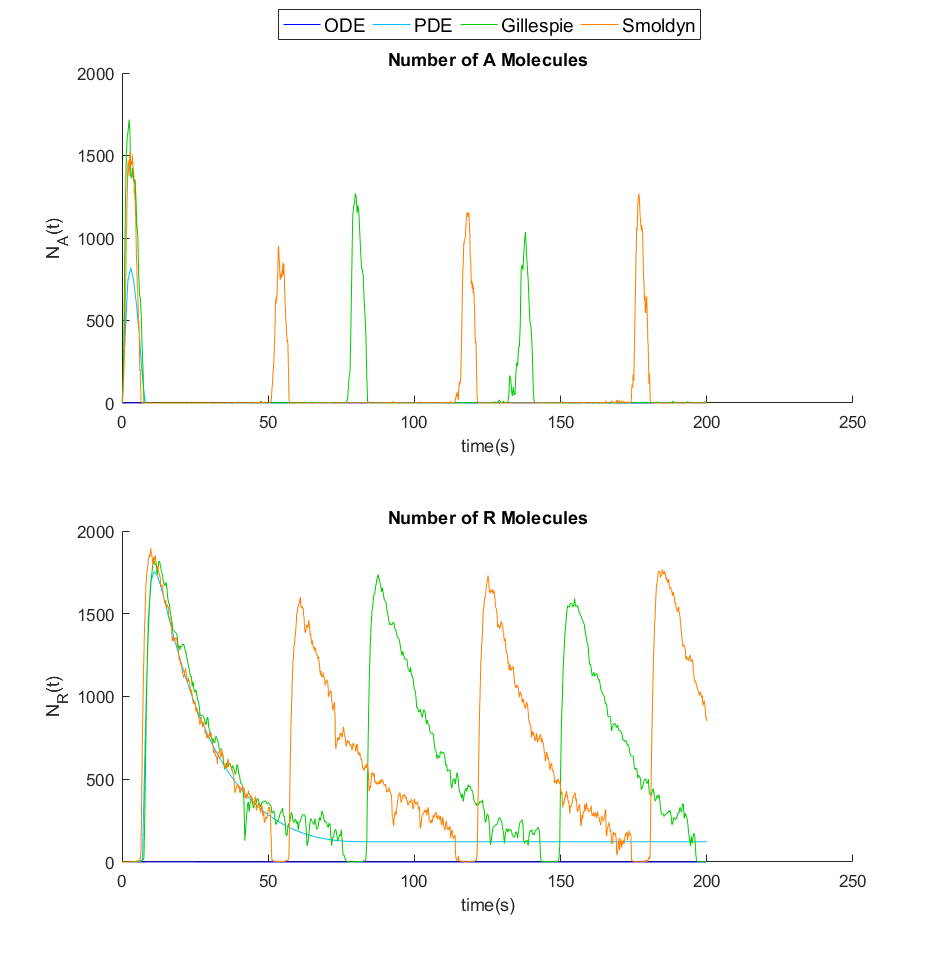 ODE PDE Gillespie Smoldyn
Number of A Molecules
2000
1500
1000
500
0
N_A(t)
0 50 100 150 200 250
time(s)
Number of R Molecules
2000
1500
1000
500
0
N_R(t)
0 50 100 150 200 250
time(s)